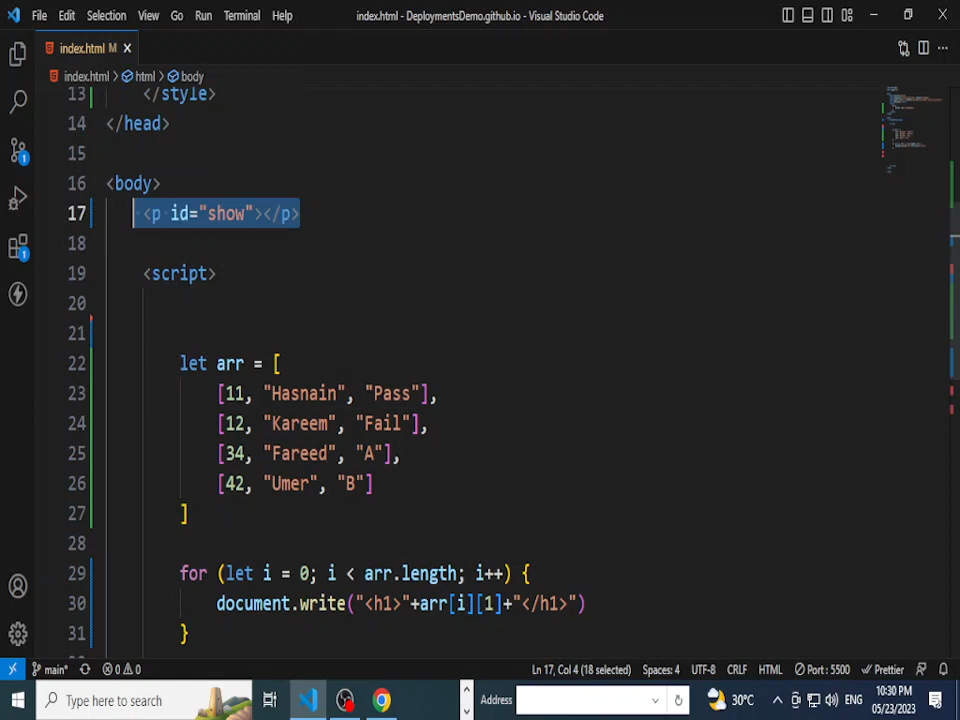 File Edit Selection View Go Run Terminal Help index.html - DeploymentsDemo.github.io - Visual Studio Code
index.html M
index.html > html > body
13 </style>
14 </head>
15
16 <body>
17 <p id="show"></p>
18
19 <script>
20
21
22 let arr = [
23 [11, "Hasnain", "Pass"],
24 [12, "Kareem", "Fail"],
25 [34, "Fareed", "A"],
26 [42, "Umer", "B"]
27 ]
28
29 for (let i = 0; i < arr.length; i++) {
30 document.write("<h1>"+arr[i][1]+"</h1>")
31 }
1
1
main* 0 0 Ln 17, Col 4 (18 selected) Spaces: 4 UTF-8 CRLF HTML Port : 5500 Prettier
Type here to search Address 30°C ENG 10:30 PM
05/23/2023